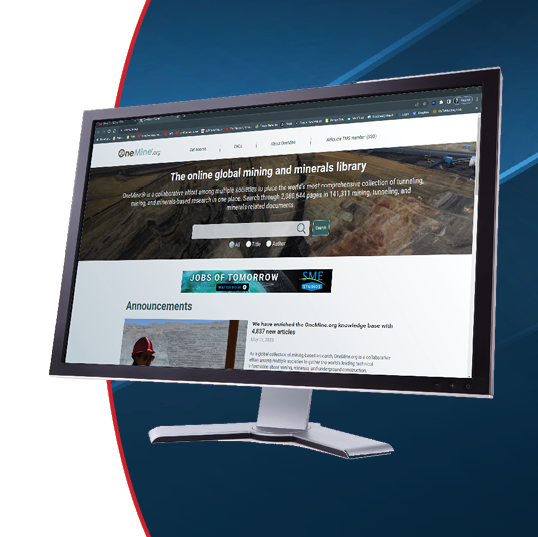 OneMine.org
Get Access
FAQs
About OneMine
Welcome TMS member
The online global mining and minerals library
OneMine® is a collaborative effort among multiple societies to place the world's most comprehensive collection of tunneling,
mining, and minerals-based research in one place. Search through 2,080,644 pages in 141,311 mining, tunneling, and
minerals-related documents.
Search
All Title Author
JOBS OF TOMORROW
WATCH NOW
SME
STUDIOS
Announcements
We have enriched the OneMine.org knowledge base with
4,837 new articles
As a global collection of mining-based research, OneMine.org is a collaborative
effort among multiple societies to gather the world's leading technical
information about mining, minerals, and underground construction.